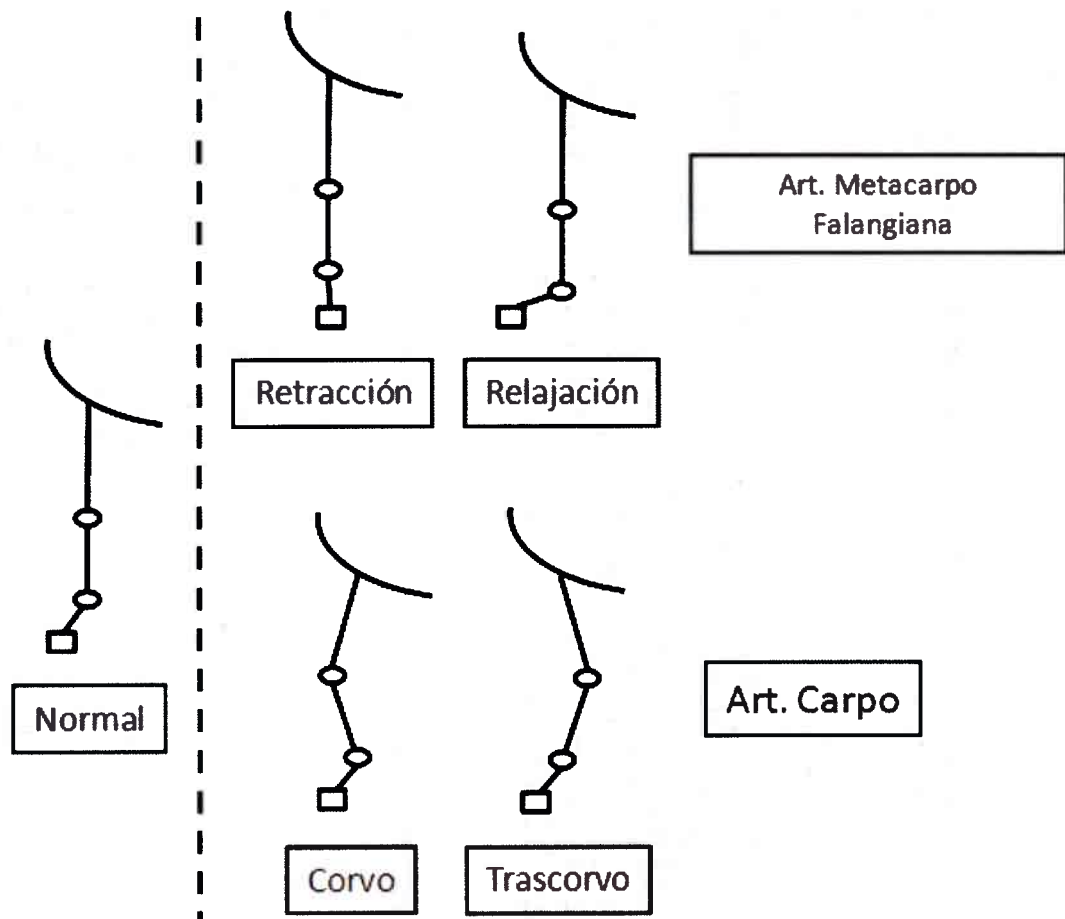 Art. Metacarpo
Falangiana
Retracción
Relajación
Normal
Art. Carpo
Corvo
Trascorvo